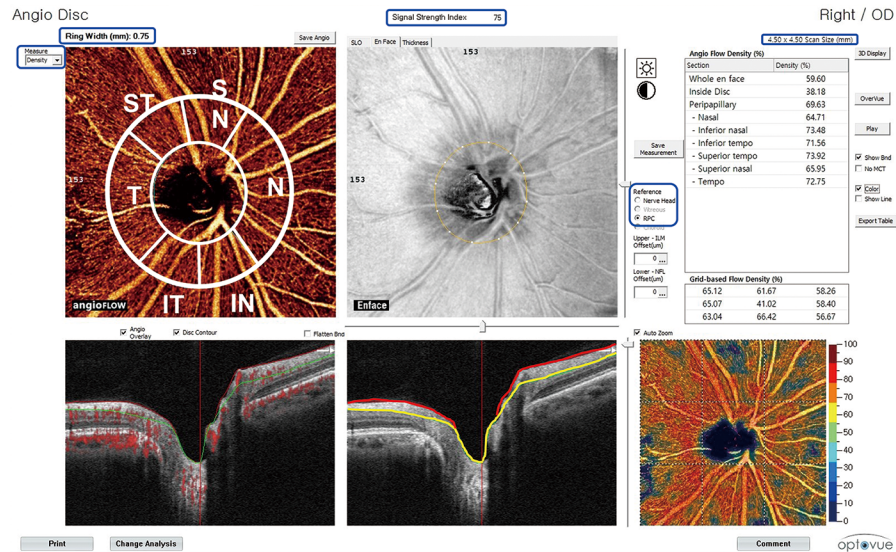 Angio Disc
Signal Strength Index 75
Right / OD
Ring Width (mm): 0.75
Save Angio
Measure
Density
SLO En Face Thickness
4.50 x 4.50 Scan Size (mm)
153
153
S
ST
N
N
T
IT
IN
angioFLOW
153
153
Enface
Save
Measurement
Reference
Nerve Head
Vitreous
RPC
Choroid
Upper - ILM
Offset(um)
0 ...
Lower -NFL
Offset(um)
0 ...
Angio Flow Density (%)
Section Density (%)
Whole en face 59.60
Inside Disc 38.18
Peripapillary 69.63
- Nasal 64.71
- Inferior nasal 73.48
- Inferior tempo 71.56
- Superior tempo 73.92
- Superior nasal 65.95
- Tempo 72.75
Grid-based Flow Density (%)
65.12 61.67 58.26
65.07 41.02 58.40
63.04 66.42 56.67
3D Display
OverVue
Play
Show Bnd
No MCT
Color
Show Line
Export Table
Angio
Overlay
Disc Contour
Flatten Bnd
Auto Zoom
100
90
80
70
60
50
40
30
20
10
0
Print
Change Analysis
Comment
optovue